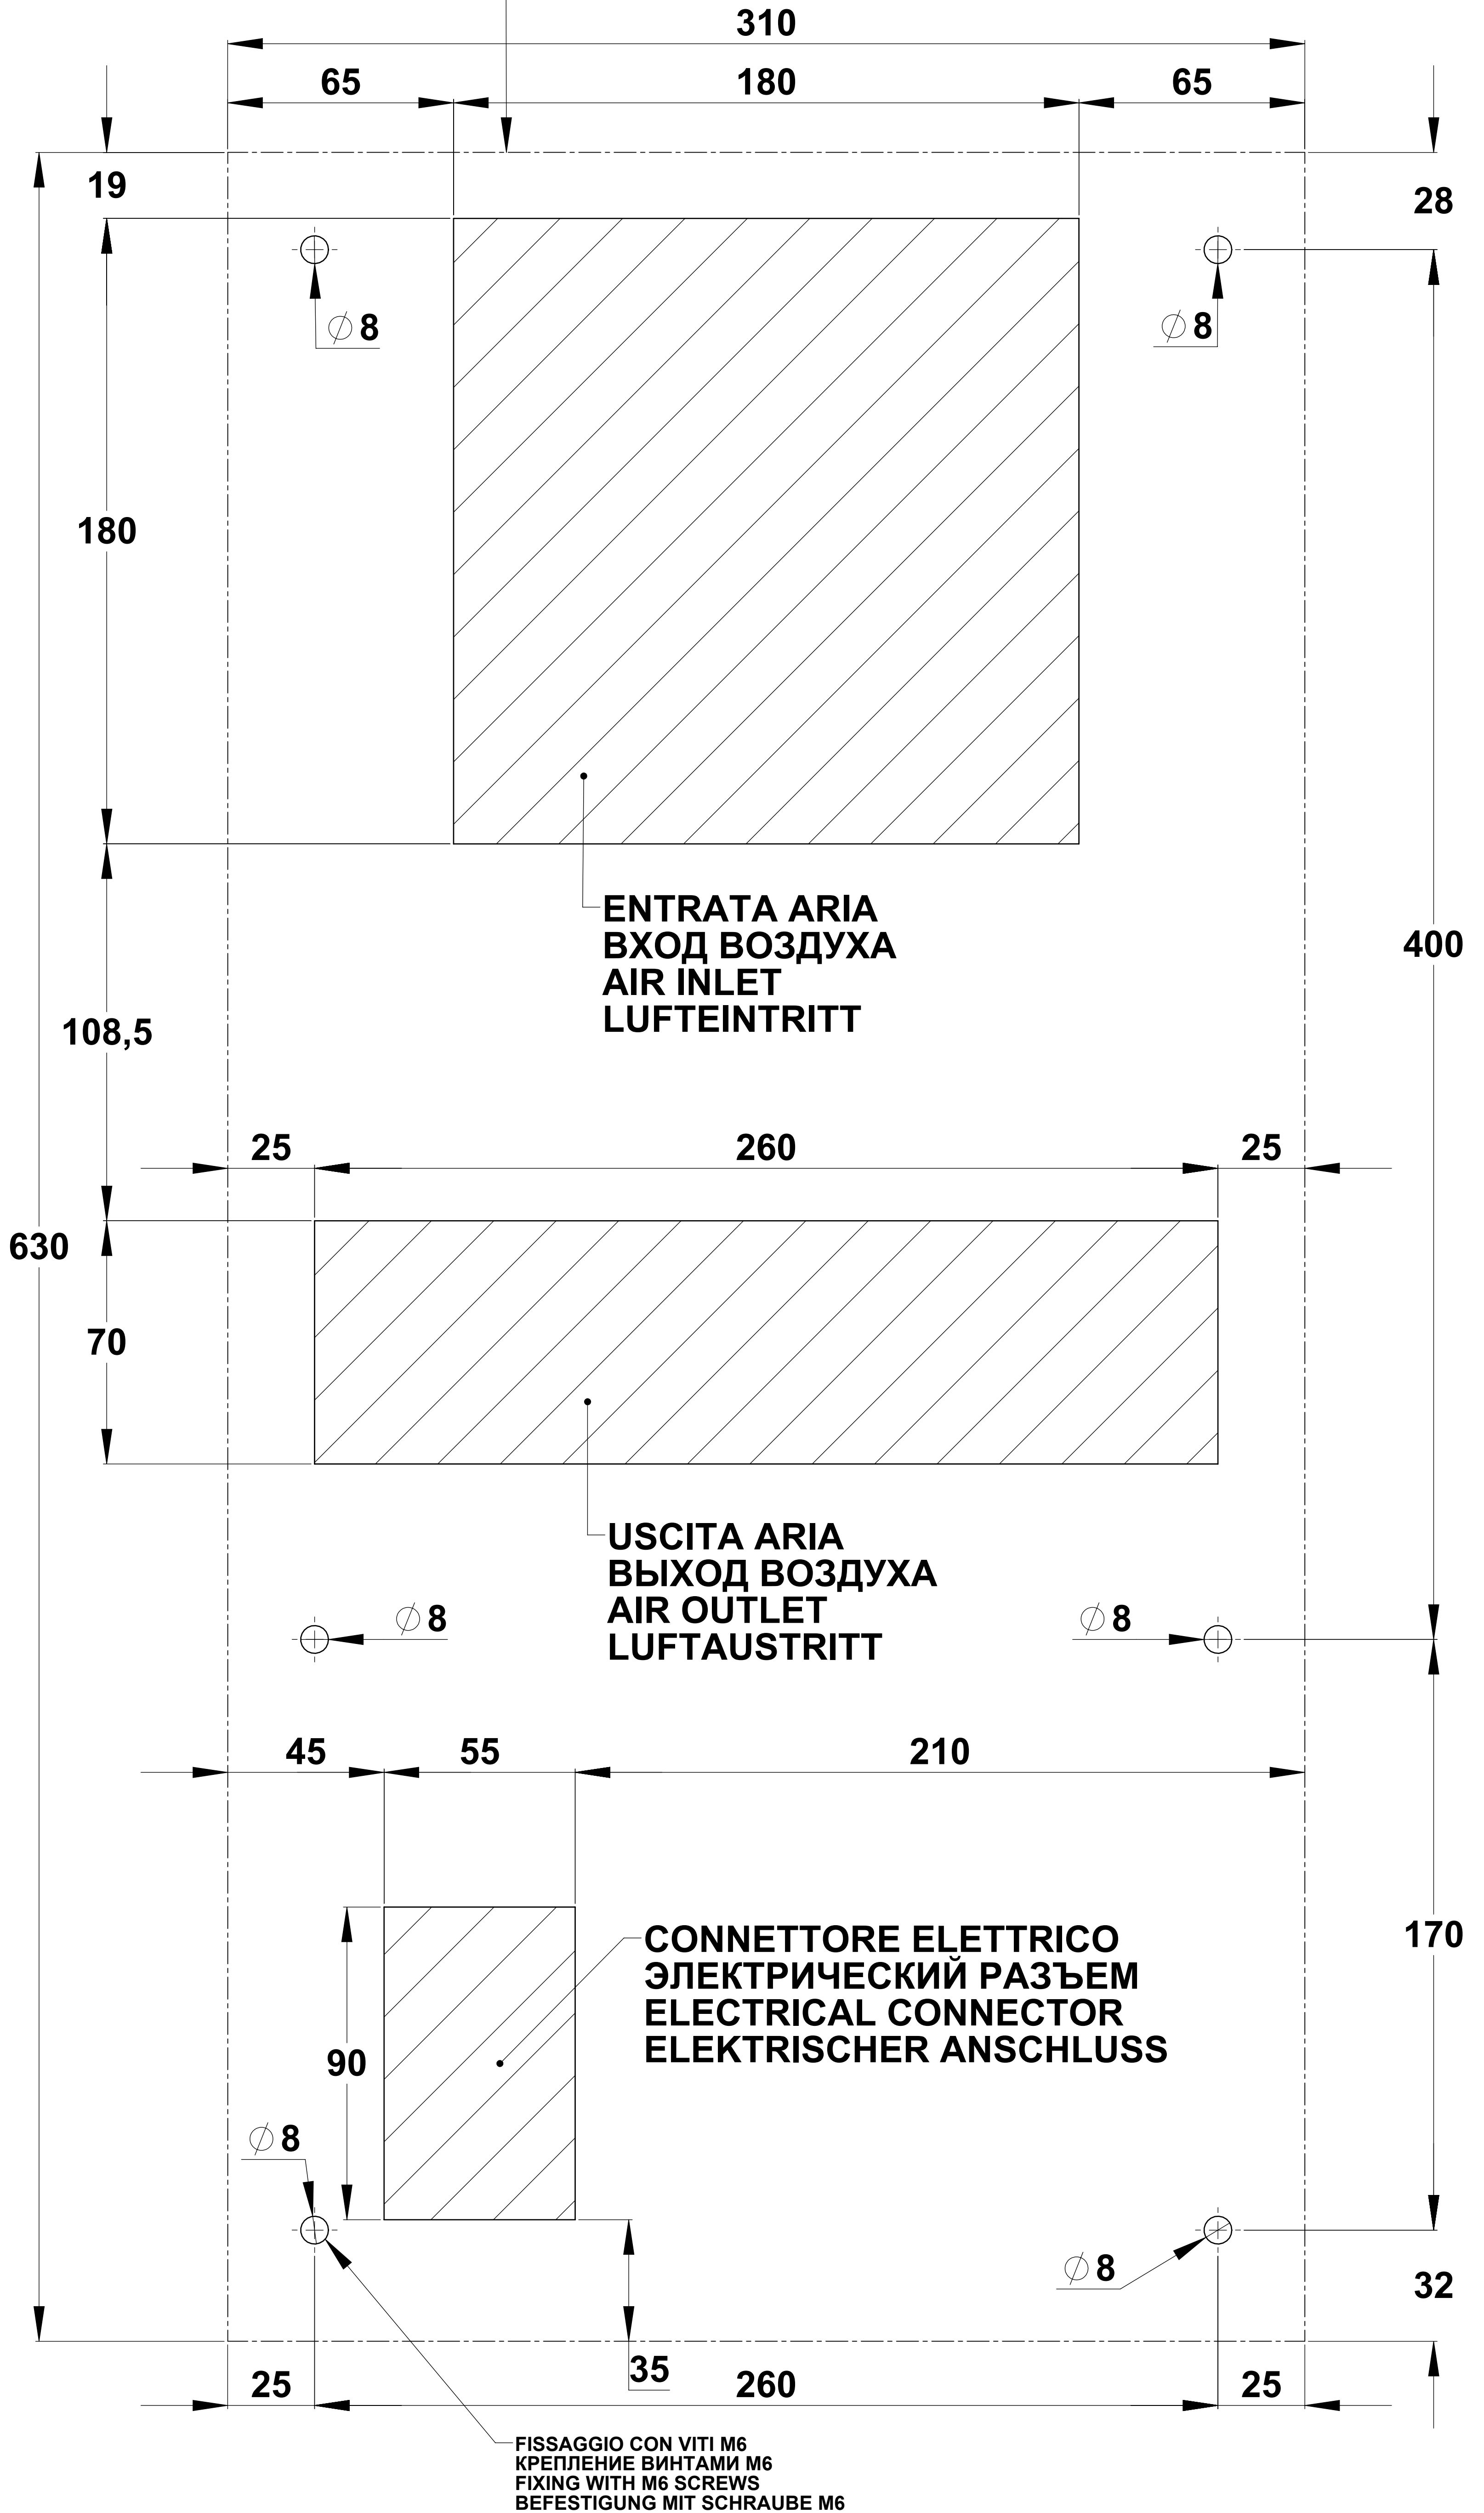 310
65 180 65
19
28
⌀ 8
⌀ 8
180
ENTRATA ARIA
ВХОД ВОЗДУХА
AIR INLET
LUFTEINTRITT
400
108,5
25 260 25
630
70
USCITA ARIA
ВЫХОД ВОЗДУХА
AIR OUTLET
LUFTAUSTRITT
⌀ 8
⌀ 8
45 55 210
CONNETTORE ELETTRICO
ЭЛЕКТРИЧЕСКИЙ РАЗЪЕМ
ELECTRICAL CONNECTOR
ELEKTRISCHER ANSCHLUSS
170
90
⌀ 8
⌀ 8
32
35
25 260 25
FISSAGGIO CON VITI M6
КРЕПЛЕНИЕ ВИНТАМИ М6
FIXING WITH M6 SCREWS
BEFESTIGUNG MIT SCHRAUBE M6